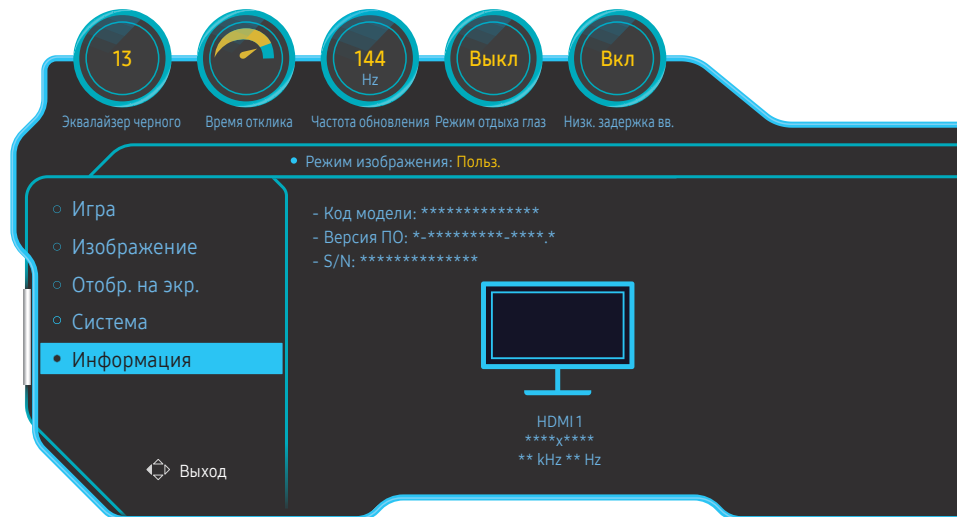 13
144
Hz
Выкл
Вкл
Эквалайзер черного
Время отклика
Частота обновления
Режим отдыха глаз
Низк. задержка вв.
• Режим изображения: Польз.
Игра
Изображение
Отобр. на экр.
Система
Информация
Выход
- Код модели: **************
- Версия ПО: *-*********-****.*
- S/N: **************
HDMI 1
****x****
** kHz ** Hz